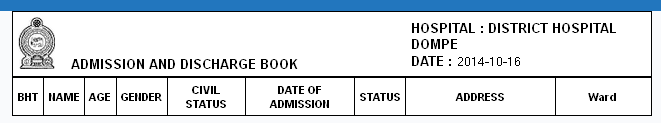 HOSPITAL : DISTRICT HOSPITAL
DOMPE
ADMISSION AND DISCHARGE BOOK
DATE : 2014-10-16
BHT NAME AGE GENDER CIVIL STATUS DATE OF ADMISSION STATUS ADDRESS Ward